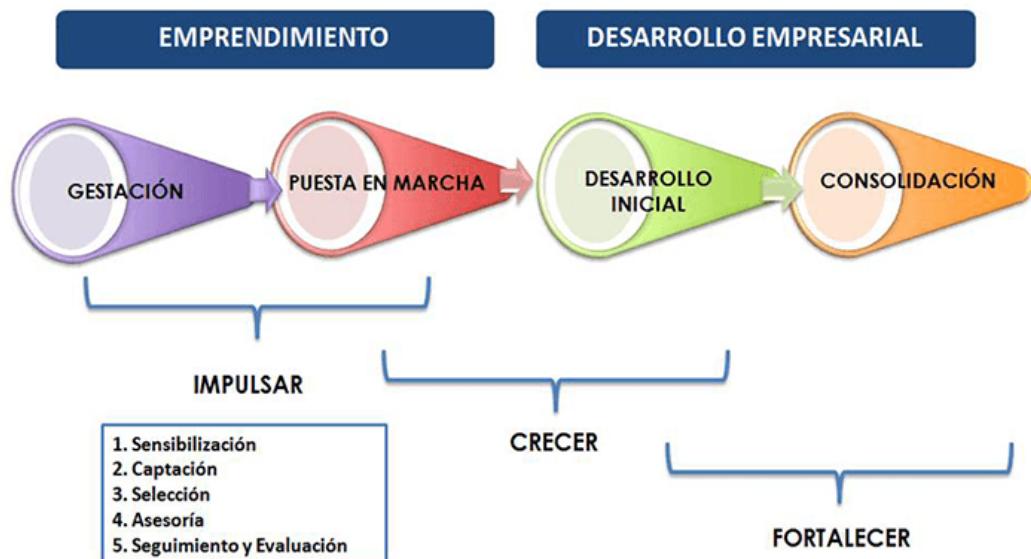 EMPRENDIMIENTO
DESARROLLO EMPRESARIAL
GESTACIÓN
PUESTA EN MARCHA
DESARROLLO
INICIAL
CONSOLIDACIÓN
IMPULSAR
1. Sensibilización
2. Captación
3. Selección
4. Asesoría
5. Seguimiento y Evaluación
CRECER
FORTALECER